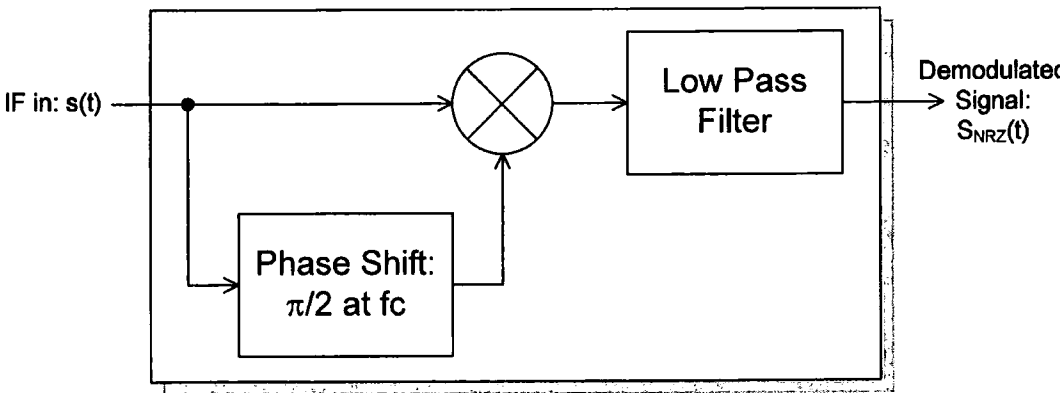 IF in: s(t)
Phase Shift:
π/2 at fc
Low Pass
Filter
Demodulated
Signal:
SNRZ(t)